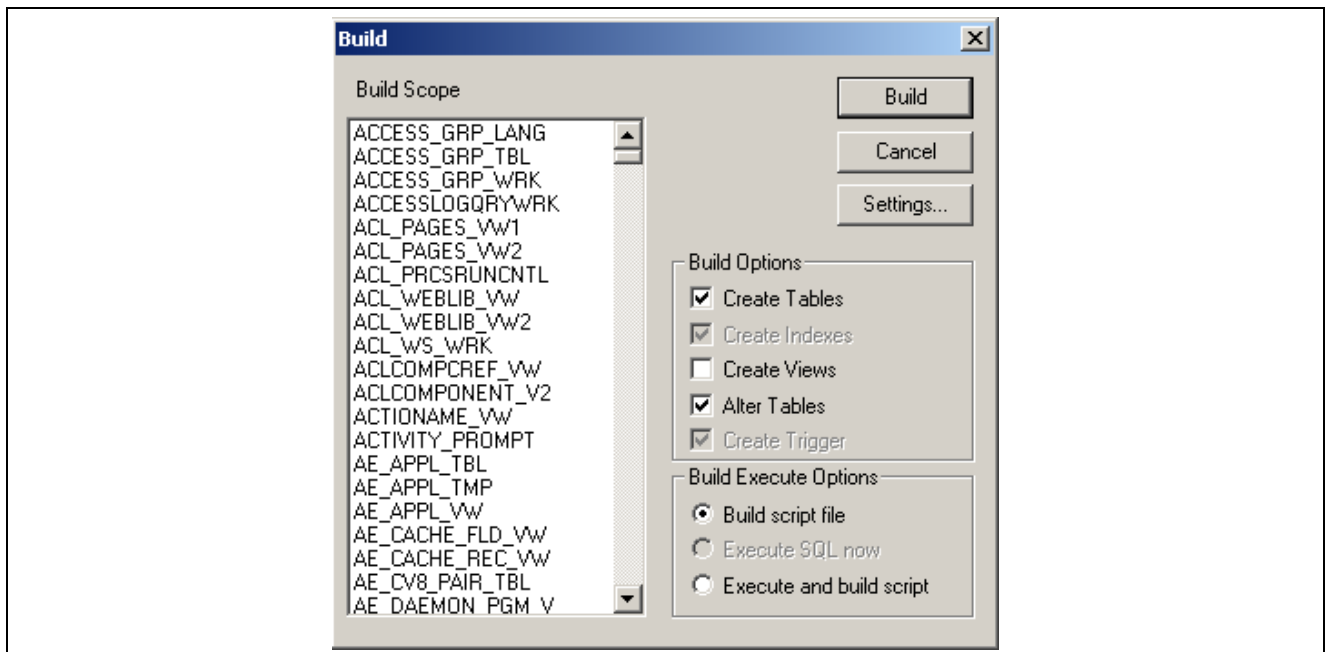 Build
Build Scope
ACCESS_GRP_LANG
ACCESS_GRP_TBL
ACCESS_GRP_WRK
ACCESSLOGQRYWRK
ACL_PAGES_VW1
ACL_PAGES_VW2
ACL_PRCSRUNCNTL
ACL_WEBLIB_VW
ACL_WEBLIB_VW2
ACL_WS_WRK
ACLCOMPCREF_VW
ACLCOMPONENT_V2
ACTIONAME_VW
ACTIVITY_PROMPT
AE_APPL_TBL
AE_APPL_TMP
AE_APPL_VW
AE_CACHE_FLD_VW
AE_CACHE_REC_VW
AE_CV8_PAIR_TBL
AE_DAEMON_PGM_V
Build
Cancel
Settings...
Build Options
Create Tables
Create Indexes
Create Views
Alter Tables
Create Trigger
Build Execute Options
Build script file
Execute SQL now
Execute and build script